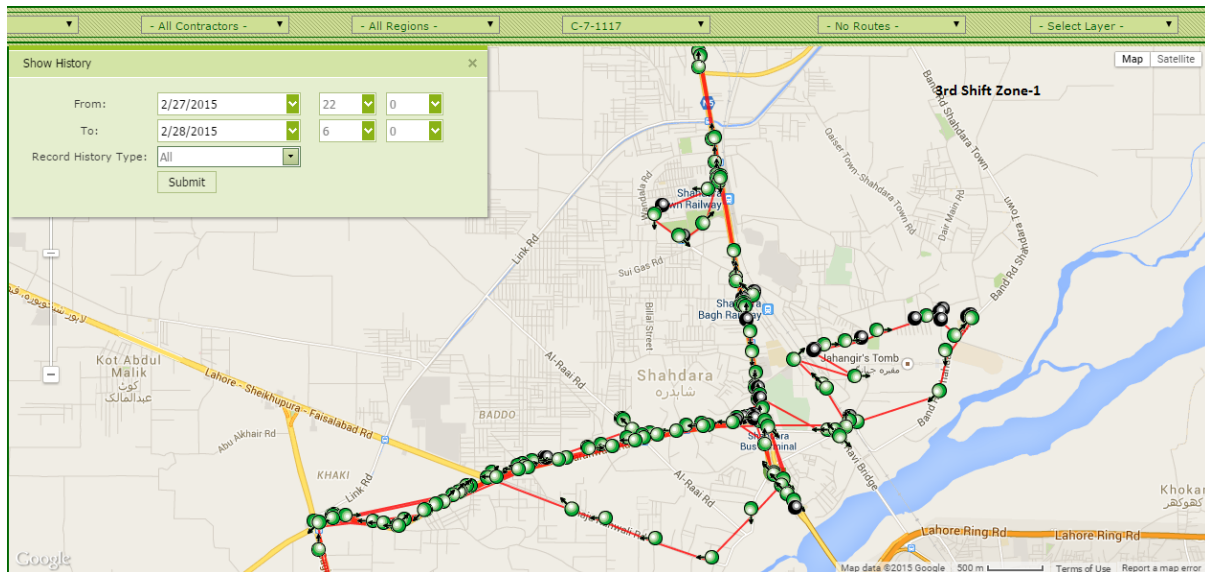 - All Contractors -
- All Regions -
C-7-1117
- No Routes -
- Select Layer -
Show History
From:
2/27/2015
22
0
To:
2/28/2015
6
0
Record History Type:
All
Submit
Map
Satellite
3rd Shift Zone-1
Band Rd Shahdara Town
Qaiser Town-Shahdara Town Rd
Dair Main Rd
Band Rd Shahdara Town
Link Rd
Sui Gas Rd
Billal Street
Bagh Railway
Jahangir's Tomb
Al-Raai Rd
Shahdara
شاہدرہ
Kot Abdul
Malik
کوٹ
عبدالمالک
Lahore - Sheikhupura - Faisalabad Rd
BADDO
Abu Alkhair Rd
KHAKI
Link Rd
Al-Raai Rd
Ravi Bridge
Khokar
کھوکھر
Lahore Ring Rd
Lahore Ring Rd
Google
Map data ©2015 Google
500 m
Terms of Use
Report a map error